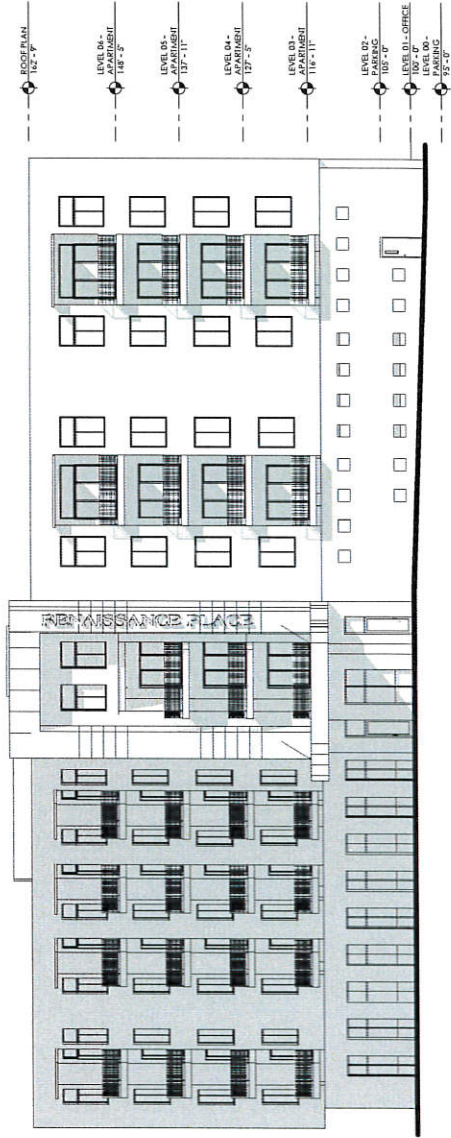 RENAISSANCE PLACE
ROOF PLAN
162' - 9"
LEVEL 06 -
APARTMENT
148' - 5"
LEVEL 05 -
APARTMENT
137' - 11"
LEVEL 04 -
APARTMENT
127' - 5"
LEVEL 03 -
APARTMENT
116' - 11"
LEVEL 02 -
PARKING
105' - 0"
LEVEL 01 - OFFICE
100' - 0"
LEVEL 00 -
PARKING
95' - 0"